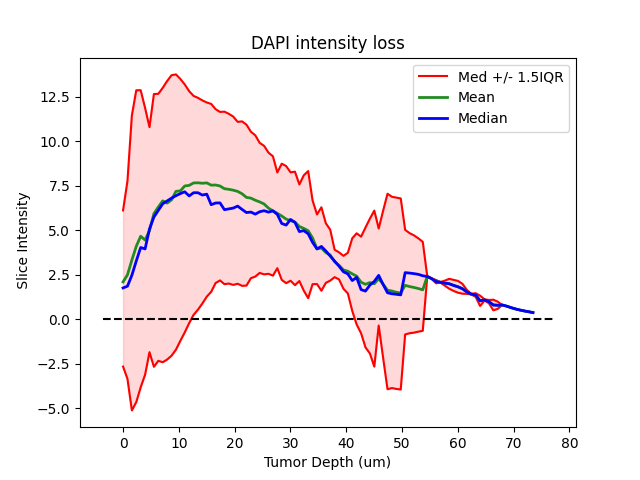 DAPI intensity loss
Med +/- 1.5IQR
Mean
Median
Slice Intensity
12.5
10.0
7.5
5.0
2.5
0.0
−2.5
−5.0
0 10 20 30 40 50 60 70 80
Tumor Depth (um)